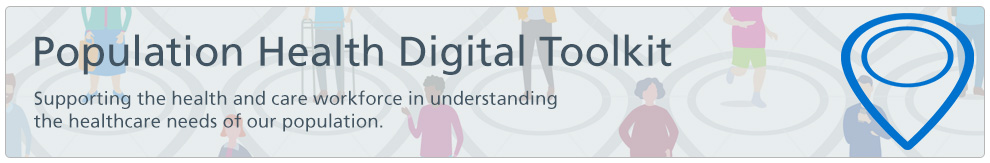 Population Health Digital Toolkit
Supporting the health and care workforce in understanding
the healthcare needs of our population.